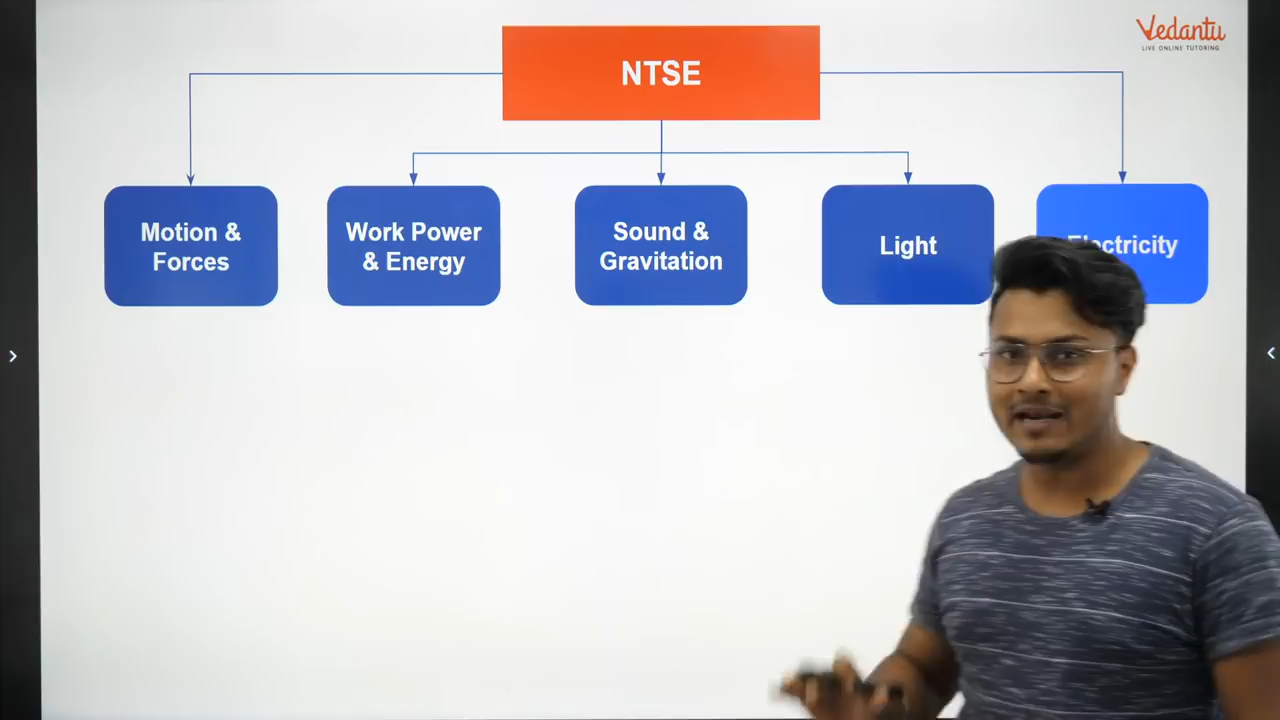 Vedantu
LIVE ONLINE TUTORING
NTSE
Motion &
Forces
Work Power
& Energy
Sound &
Gravitation
Light
Electricity